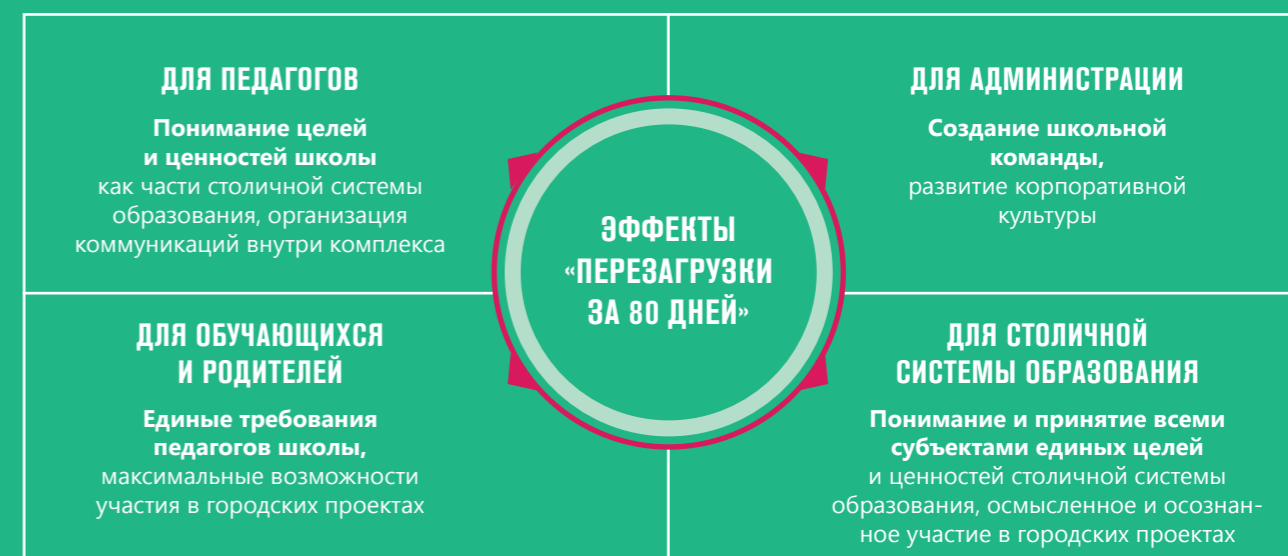 ДЛЯ ПЕДАГОГОВ
Понимание целей
и ценностей школы
как части столичной системы
образования, организация
коммуникаций внутри комплекса
ДЛЯ АДМИНИСТРАЦИИ
Создание школьной
команды,
развитие корпоративной
культуры
ЭФФЕКТЫ
«ПЕРЕЗАГРУЗКИ
ЗА 80 ДНЕЙ»
ДЛЯ ОБУЧАЮЩИХСЯ
И РОДИТЕЛЕЙ
Единые требования
педагогов школы,
максимальные возможности
участия в городских проектах
ДЛЯ СТОЛИЧНОЙ
СИСТЕМЫ ОБРАЗОВАНИЯ
Понимание и принятие всеми
субъектами единых целей
и ценностей столичной системы
образования, осмысленное и осознан-
ное участие в городских проектах